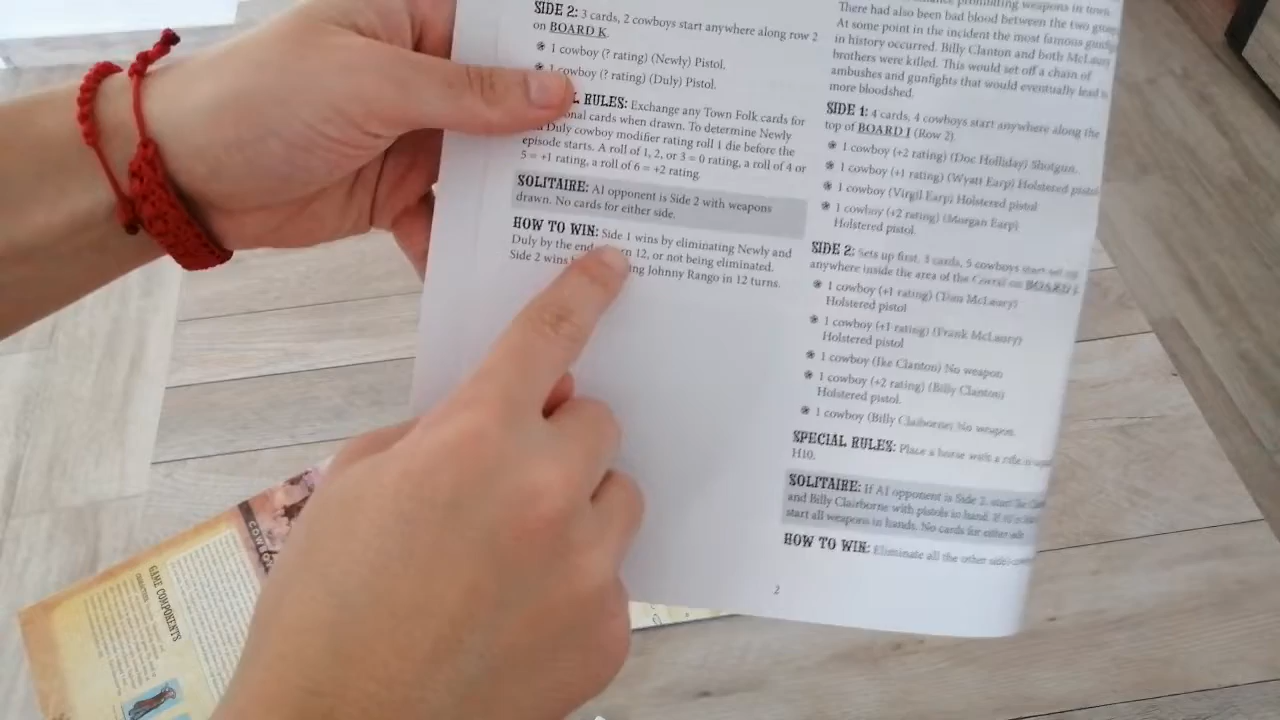 SIDE 2: 3 cards, 2 cowboys start anywhere along row 2
on BOARD K.
1 cowboy (? rating) (Newly) Pistol.
1 cowboy (? rating) (Duly) Pistol.
RULES: Exchange any Town Folk cards for
cards when drawn. To determine Newly
Duly cowboy modifier rating roll 1 die before the
episode starts. A roll of 1, 2, or 3 = 0 rating, a roll of 4 or
5 = +1 rating, a roll of 6 = +2 rating.
SOLITAIRE: AI opponent is Side 2 with weapons
drawn. No cards for either side.
HOW TO WIN: Side 1 wins by eliminating Newly and
Duly by the end 12, or not being eliminated.
Side 2 wins Johnny Rango in 12 turns.
prohibiting weapons in town.
There had also been bad blood between the two
At some point in the incident the most famous
in history occurred. Billy Clanton and both McLaury
brothers were killed. This would set off a chain of
ambushes and gunfights that would eventually lead
more bloodshed.
SIDE 1: 4 cards, 4 cowboys start anywhere along the
top of BOARD I (Row 2).
1 cowboy (+2 rating) (Doc Holliday) Shotgun.
1 cowboy (+1 rating) (Wyatt Earp) Holstered pistol
1 cowboy (Virgil Earp) Holstered pistol
1 cowboy (+2 rating) (Morgan Earp)
Holstered pistol.
SIDE 2: Sets up first, 3 cards, 5 cowboys start
anywhere inside the area of the Corral on
1 cowboy (+1 rating) (Tom McLaury)
Holstered pistol
1 cowboy (+1 rating) (Frank McLaury)
Holstered pistol
1 cowboy (Ike Clanton) No weapon
1 cowboy (+2 rating) (Billy Clanton)
Holstered pistol.
1 cowboy (Billy Claiborne) No weapon.
SPECIAL RULES: Place a horse with a rifle
H10.
SOLITAIRE: If AI opponent is Side 2, start
and Billy Clairborne with pistols in hand.
start all weapons in hands. No cards for either side
HOW TO WIN: Eliminate all the other side
2
GAME COMPONENTS